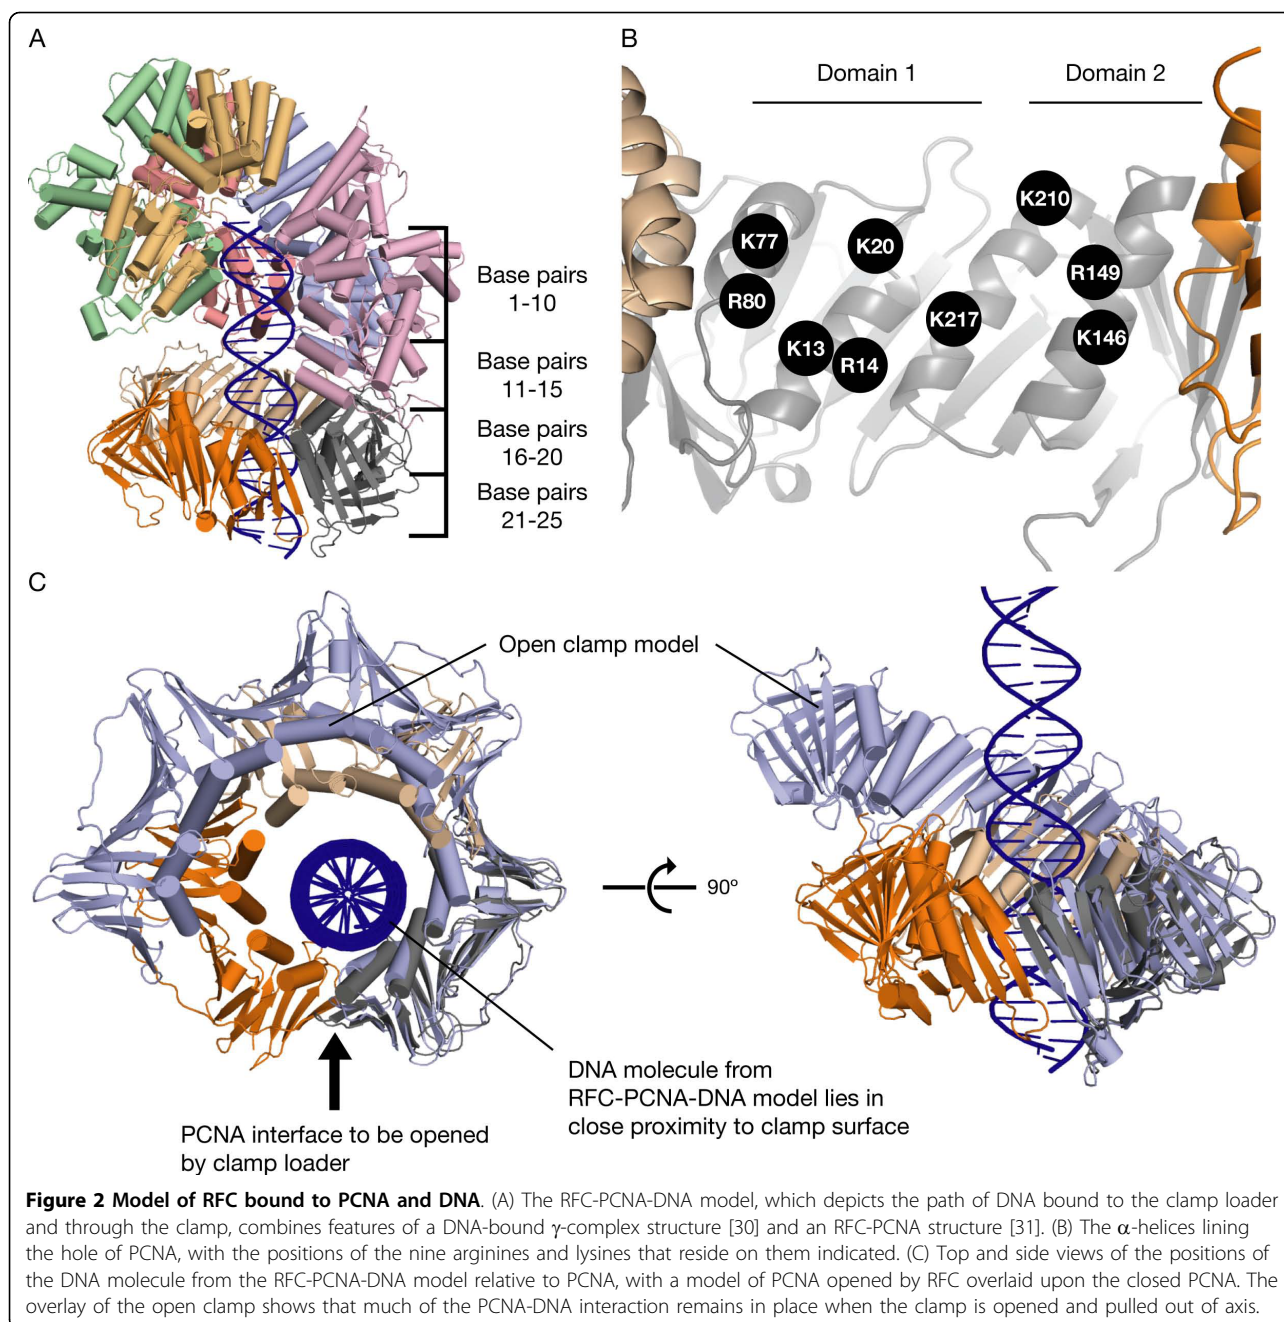 A
B
Domain 1
Domain 2
K210
K77
K20
R149
R80
K217
K13
R14
K146
Base pairs
1-10
Base pairs
11-15
Base pairs
16-20
Base pairs
21-25
C
Open clamp model
90º
DNA molecule from
RFC-PCNA-DNA model lies in
close proximity to clamp surface
PCNA interface to be opened
by clamp loader
Figure 2 Model of RFC bound to PCNA and DNA. (A) The RFC-PCNA-DNA model, which depicts the path of DNA bound to the clamp loader
and through the clamp, combines features of a DNA-bound γ-complex structure [30] and an RFC-PCNA structure [31]. (B) The α-helices lining
the hole of PCNA, with the positions of the nine arginines and lysines that reside on them indicated. (C) Top and side views of the positions of
the DNA molecule from the RFC-PCNA-DNA model relative to PCNA, with a model of PCNA opened by RFC overlaid upon the closed PCNA. The
overlay of the open clamp shows that much of the PCNA-DNA interaction remains in place when the clamp is opened and pulled out of axis.